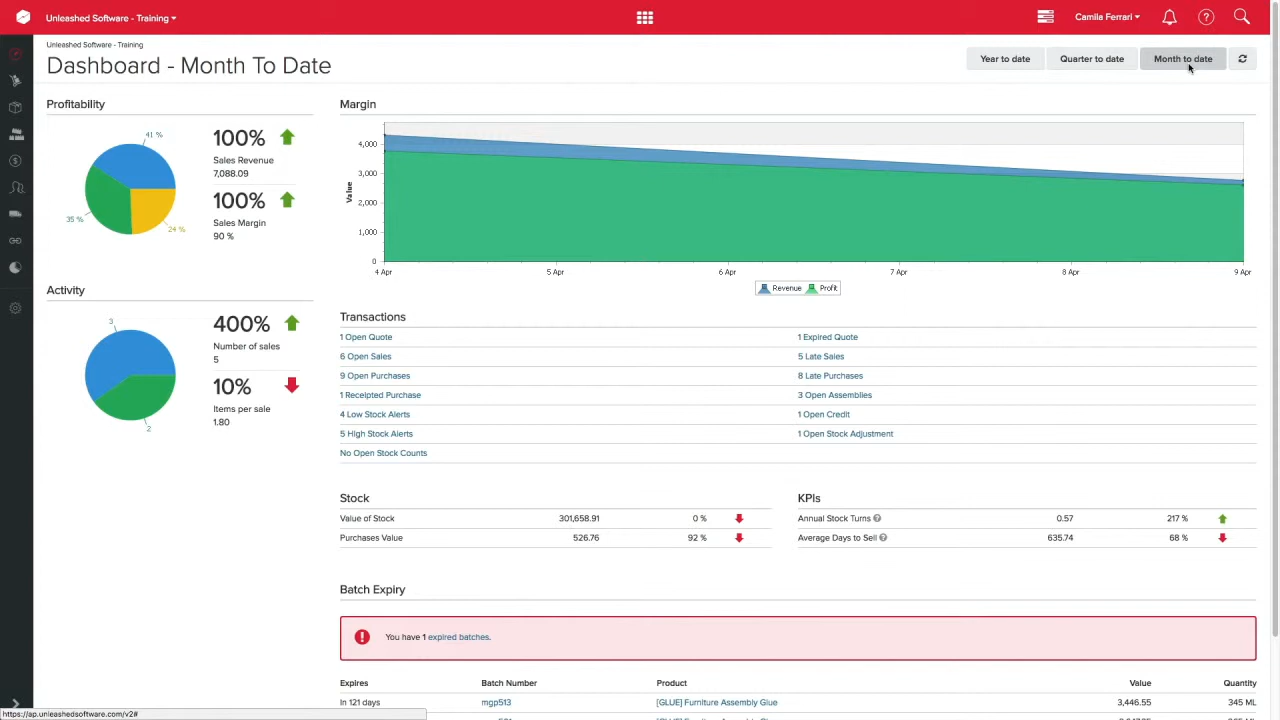 Unleashed Software - Training
Camila Ferrari
Unleashed Software - Training
Dashboard - Month To Date
Year to date
Quarter to date
Month to date
Profitability
41 %
35 %
24 %
100%
Sales Revenue
7,088.09
100%
Sales Margin
90 %
Margin
Value
4,000
3,000
2,000
1,000
0
4 Apr 5 Apr 6 Apr 7 Apr 8 Apr 9 Apr
Revenue Profit
Activity
3
2
400%
Number of sales
5
10%
Items per sale
1.80
Transactions
1 Open Quote 1 Expired Quote
6 Open Sales 5 Late Sales
9 Open Purchases 8 Late Purchases
1 Receipted Purchase 3 Open Assemblies
4 Low Stock Alerts 1 Open Credit
5 High Stock Alerts 1 Open Stock Adjustment
No Open Stock Counts
Stock
Value of Stock 301,658.91 0 %
Purchases Value 526.76 92 %
KPIs
Annual Stock Turns 0.57 217 %
Average Days to Sell 635.74 68 %
Batch Expiry
You have 1 expired batches.
Expires Batch Number Product Value Quantity
In 121 days mgp513 [GLUE] Furniture Assembly Glue 3,446.55 345 ML
https://ap.unleashedsoftware.com/v2#